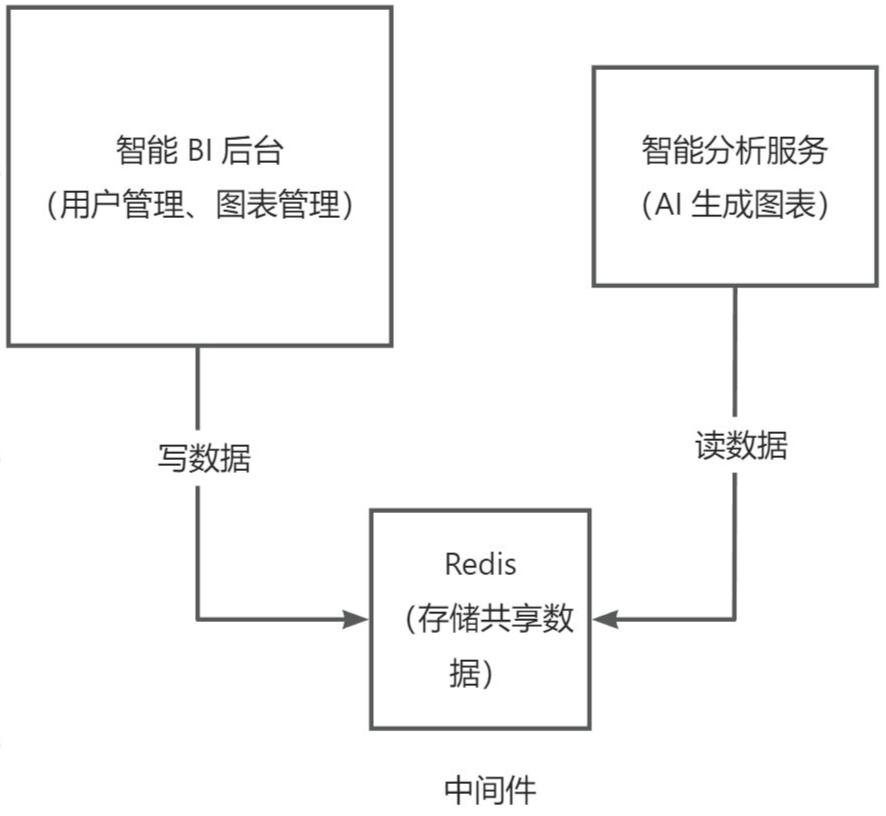 智能 BI 后台
（用户管理、图表管理）
智能分析服务
（AI 生成图表）
写数据
读数据
Redis
（存储共享数
据）
中间件